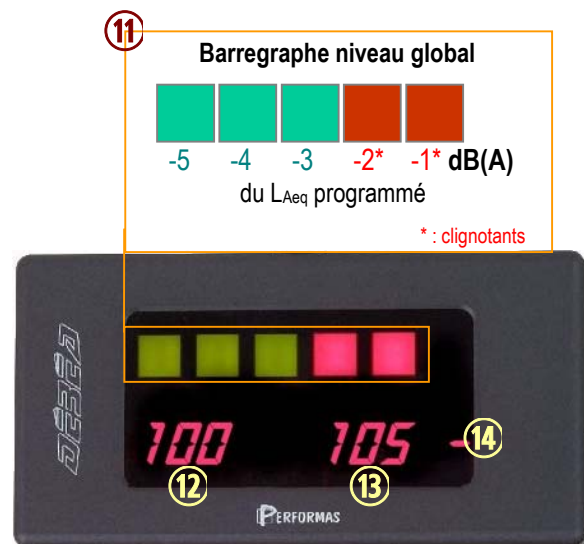 ⑪
Barregraphe niveau global
-5 -4 -3 -2* -1* dB(A)
du LAeq programmé
* : clignotants
DEBEA
100 105 -
⑫ ⑬ ⑭
PERFORMAS